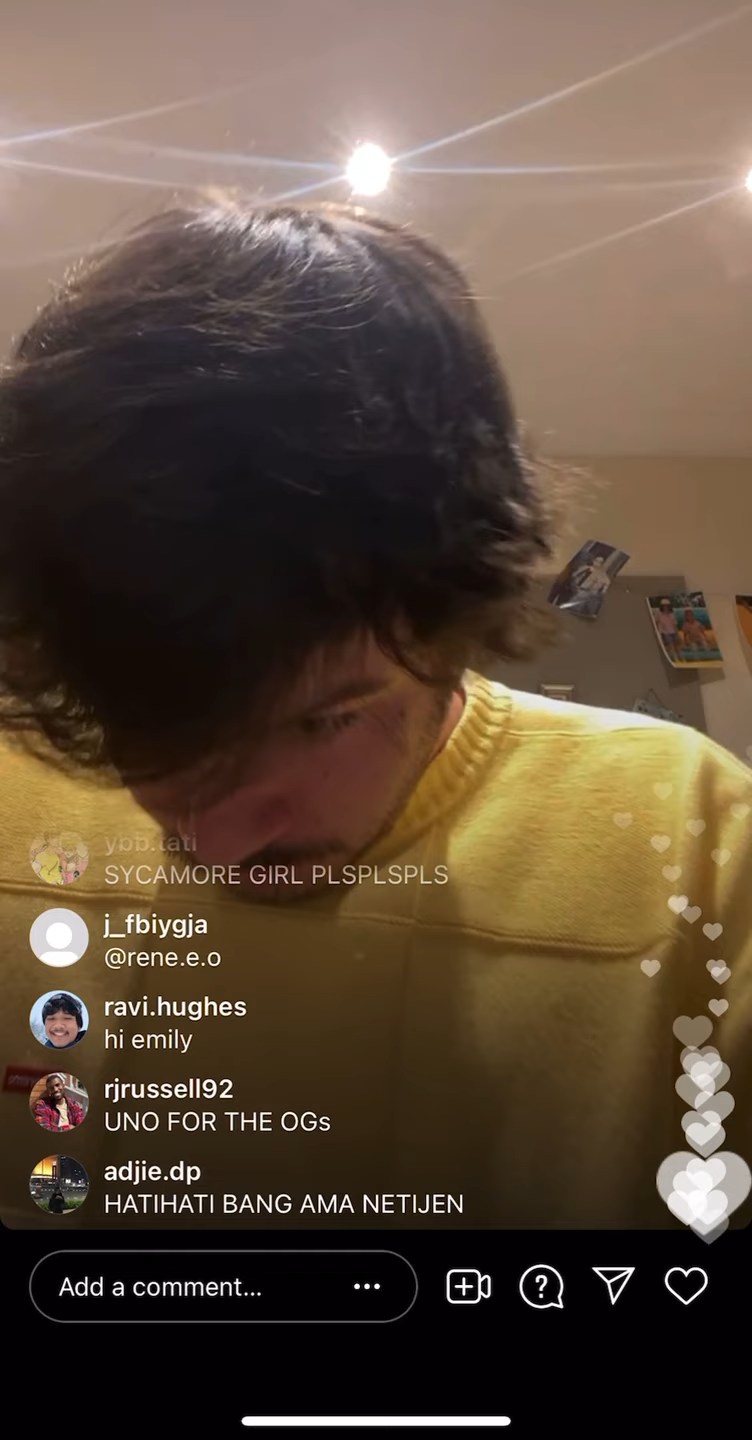 ybb.tati
SYCAMORE GIRL PLSPLSPLS
j_fbiygja
@rene.e.o
ravi.hughes
hi emily
rjrussell92
UNO FOR THE OGs
adjie.dp
HATIHATI BANG AMA NETIJEN
Add a comment...